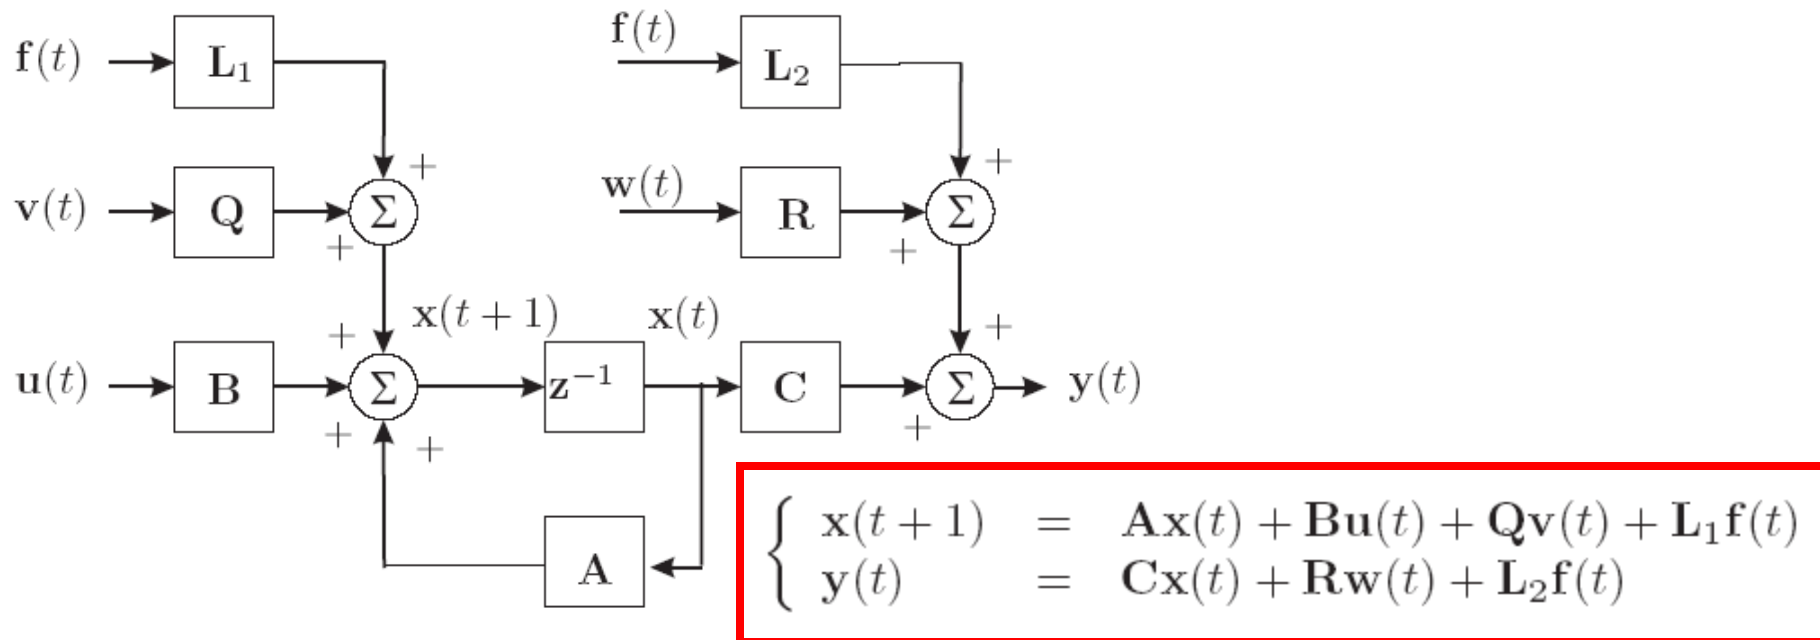 f(t) L₁ f(t) L₂
+ +
v(t) Q Σ w(t) R Σ
+ +
+ x(t + 1) x(t) +
u(t) B Σ z⁻¹ C Σ y(t)
+ + +
A
{ x(t + 1) = Ax(t) + Bu(t) + Qv(t) + L₁f(t)
y(t) = Cx(t) + Rw(t) + L₂f(t)